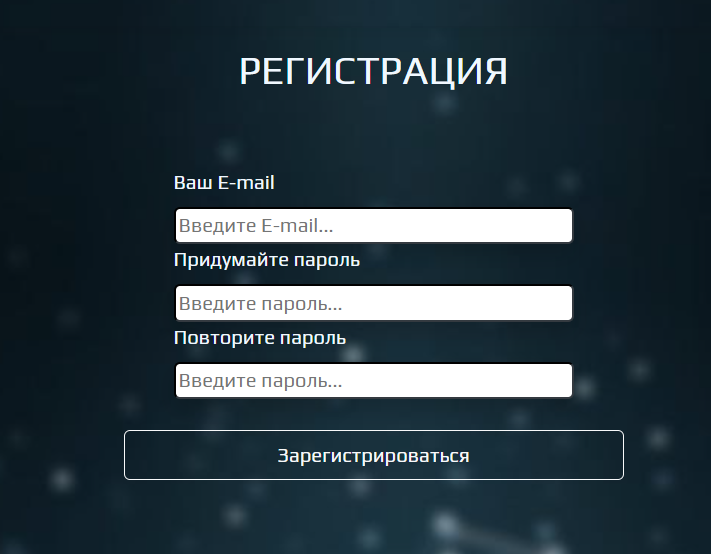 РЕГИСТРАЦИЯ
Ваш E-mail
Введите E-mail...
Придумайте пароль
Введите пароль...
Повторите пароль
Введите пароль...
Зарегистрироваться